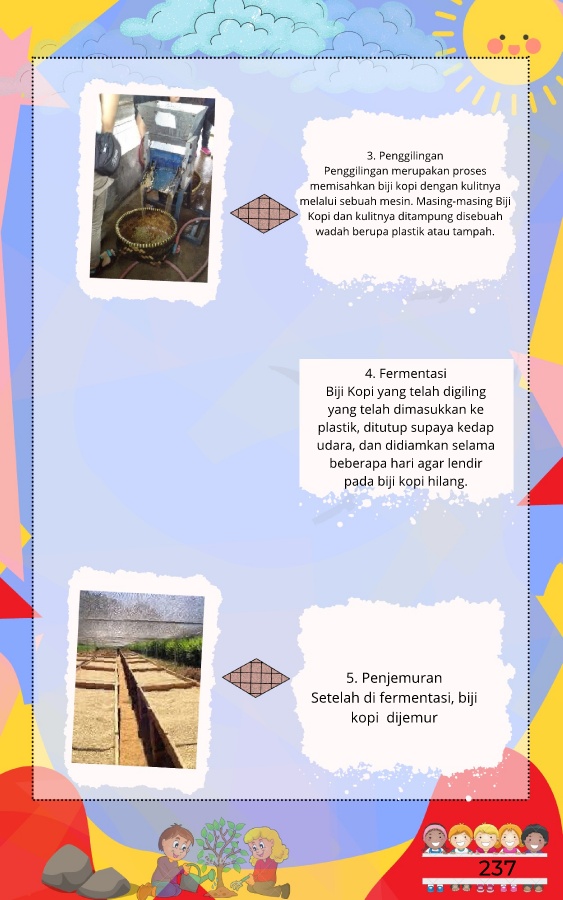 3. Penggilingan
Penggilingan merupakan proses
memisahkan biji kopi dengan kulitnya
melalui sebuah mesin. Masing-masing Biji
Kopi dan kulitnya ditampung disebuah
wadah berupa plastik atau tampah.
4. Fermentasi
Biji Kopi yang telah digiling
yang telah dimasukkan ke
plastik, ditutup supaya kedap
udara, dan didiamkan selama
beberapa hari agar lendir
pada biji kopi hilang.
5. Penjemuran
Setelah di fermentasi, biji
kopi dijemur
237